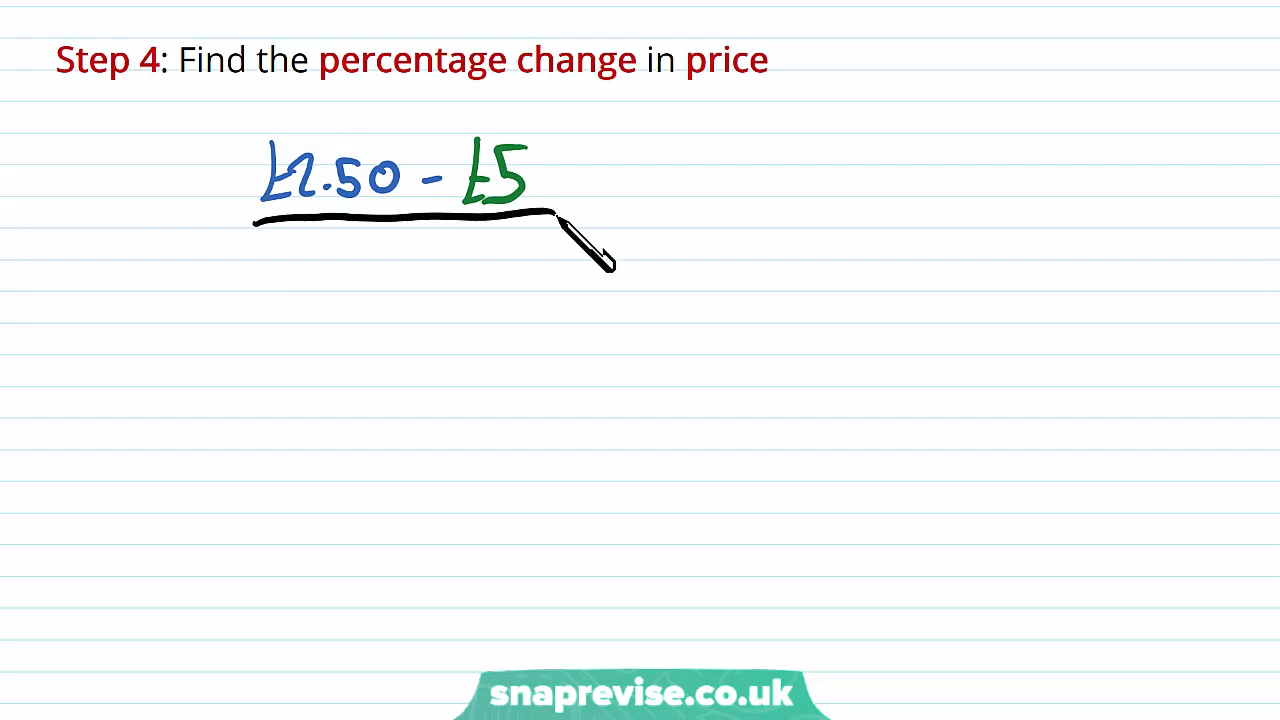 Step 4: Find the percentage change in price
£2.50 - £5
snaprevise.co.uk